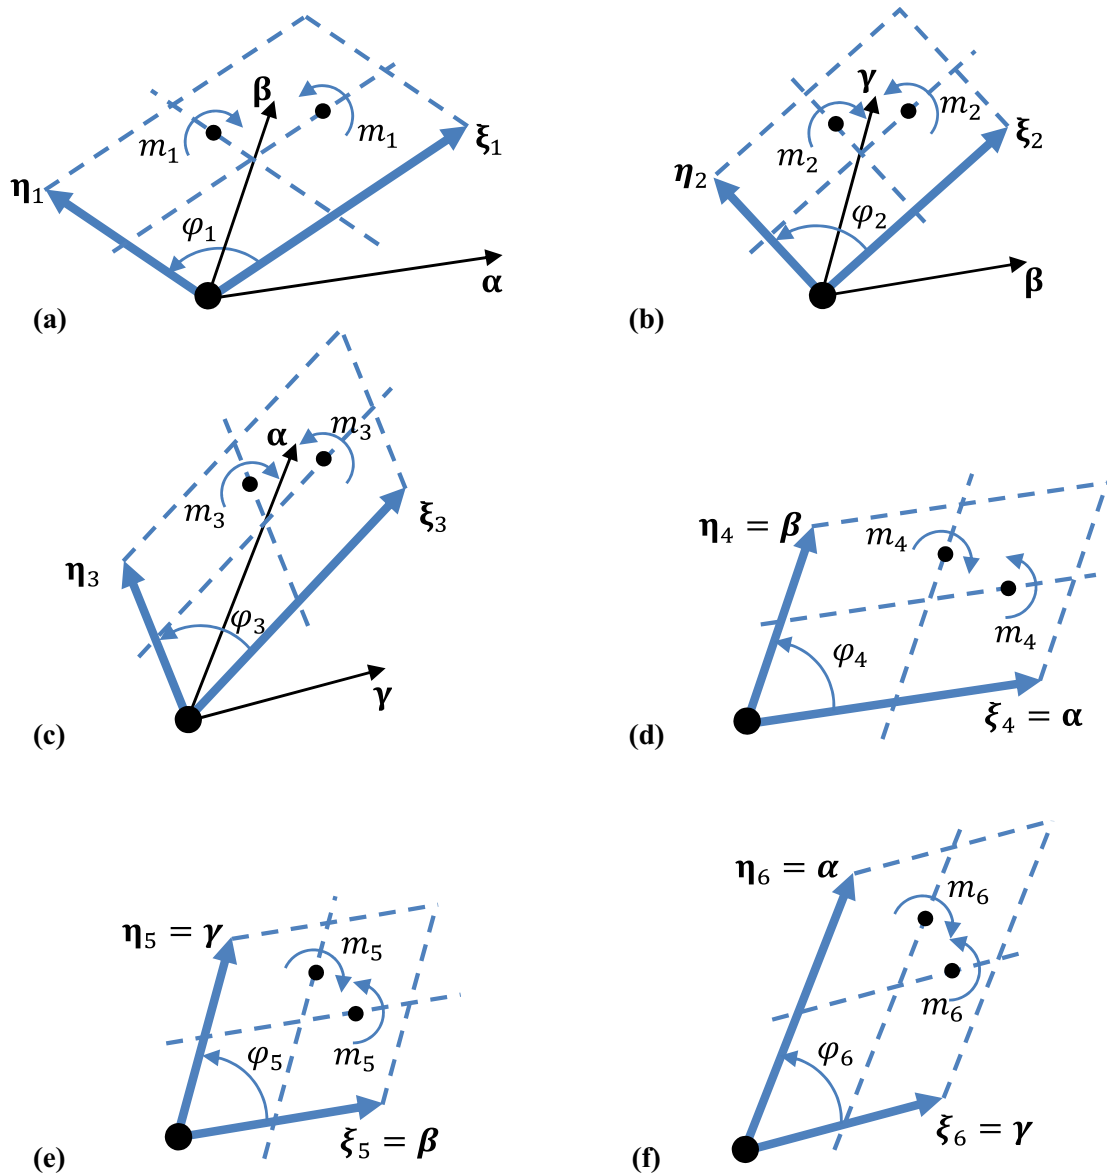 β
γ
m₁
m₁
ξ₁
m₂
m₂
ξ₂
η₁
η₂
φ₁
φ₂
α
β
(a)
(b)
α
m₃
m₃
ξ₃
η₃
φ₃
γ
(c)
η₄ = β
m₄
m₄
φ₄
ξ₄ = α
(d)
η₅ = γ
m₅
m₅
φ₅
ξ₅ = β
(e)
η₆ = α
m₆
m₆
φ₆
ξ₆ = γ
(f)